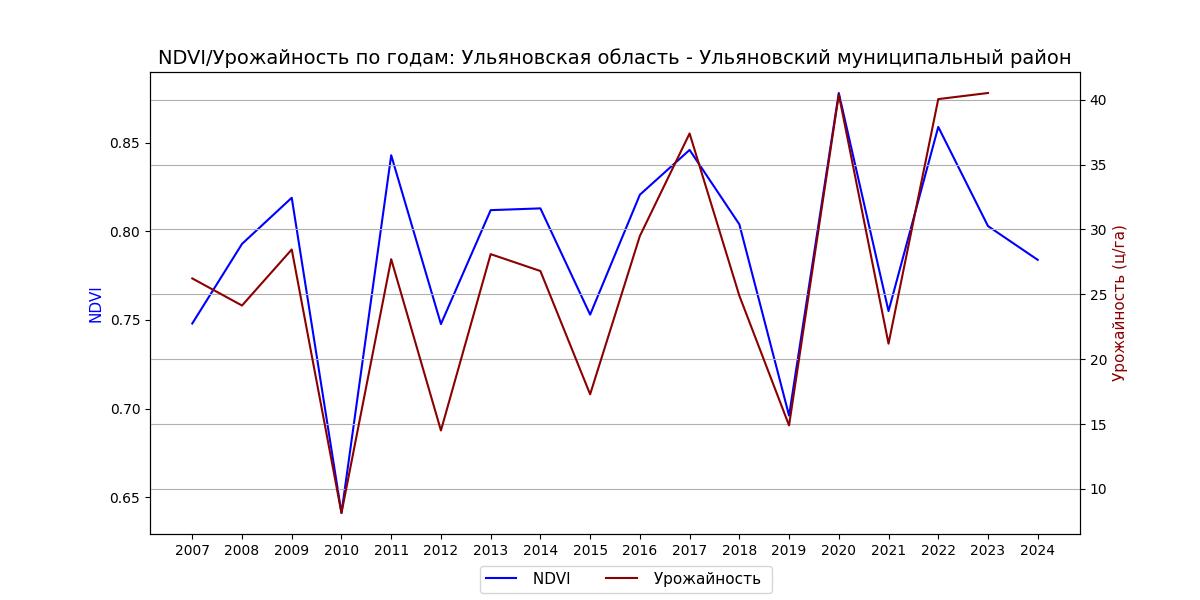 NDVI/Урожайность по годам: Ульяновская область - Ульяновский муниципальный район
0.85
0.80
0.75
0.70
0.65
NDVI
40
35
30
25
20
15
10
Урожайность (ц/га)
2007 2008 2009 2010 2011 2012 2013 2014 2015 2016 2017 2018 2019 2020 2021 2022 2023 2024
NDVI Урожайность